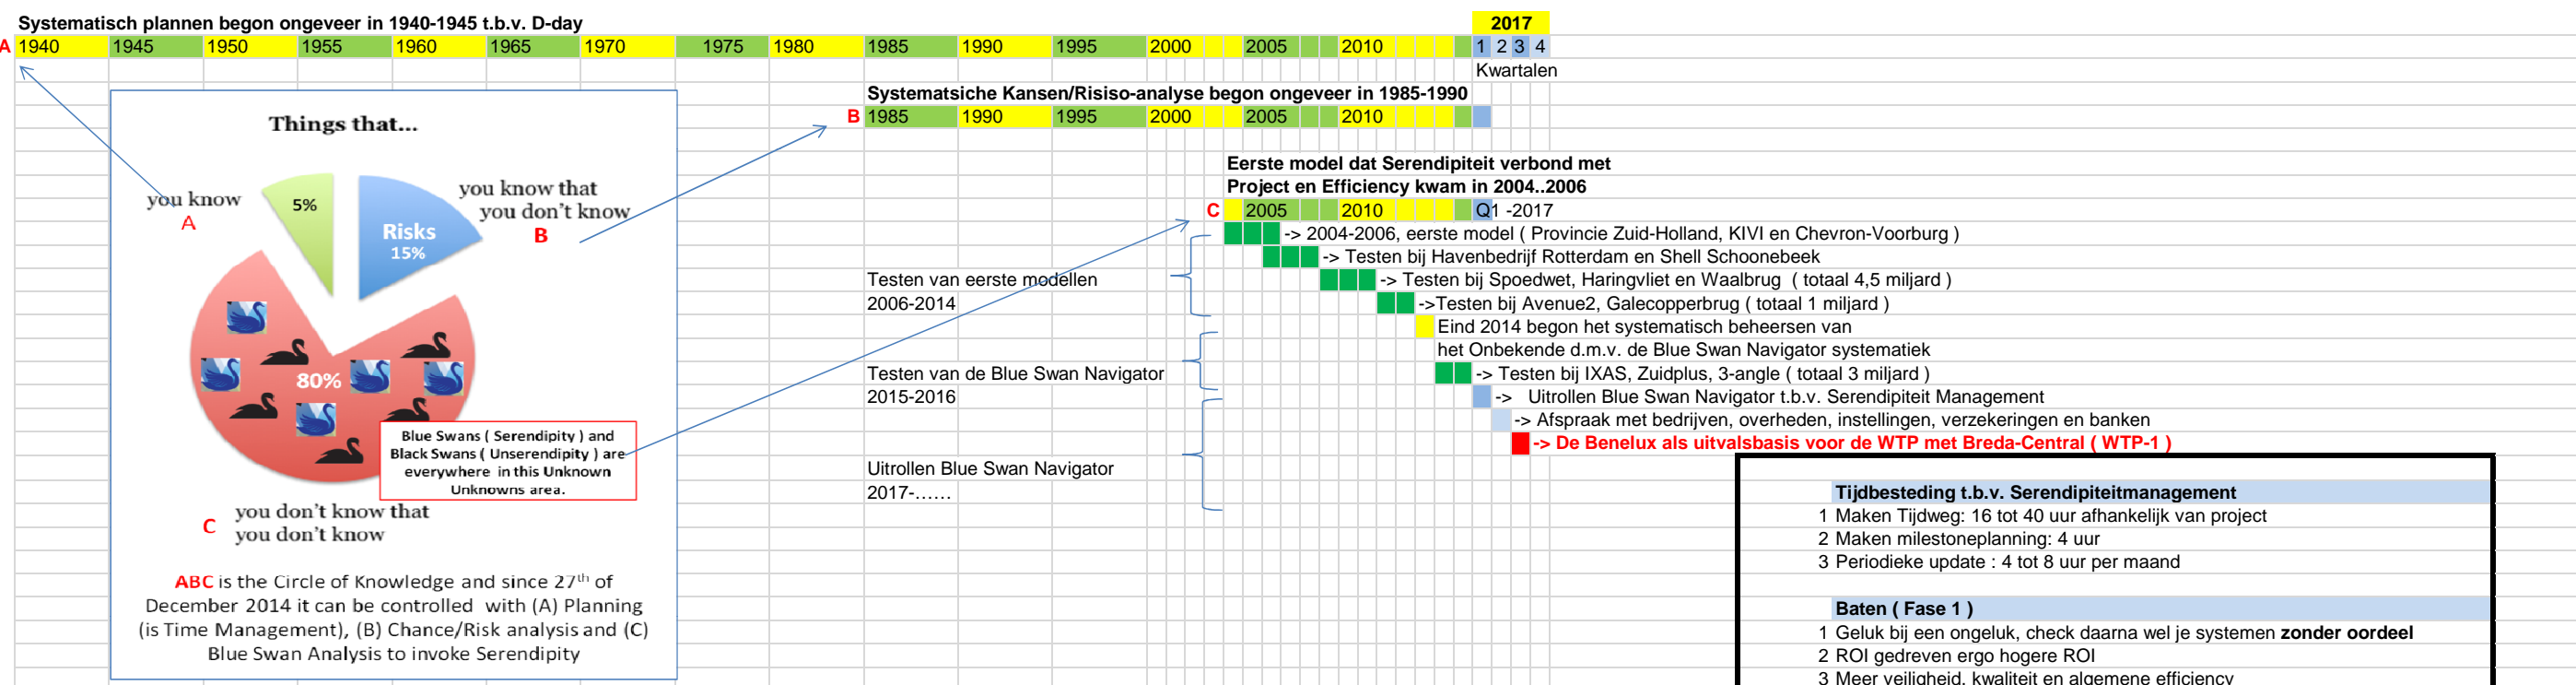 Systematisch plannen begon ongeveer in 1940-1945 t.b.v. D-day
2017
A 1940 1945 1950 1955 1960 1965 1970 1975 1980 1985 1990 1995 2000 2005 2010 1 2 3 4
Kwartalen
Systematsiche Kansen/Risiso-analyse begon ongeveer in 1985-1990
B 1985 1990 1995 2000 2005 2010
Things that...
you know
A
5%
you know that
you don't know
B
Risks
15%
80%
Blue Swans ( Serendipity ) and
Black Swans ( Unserendipity ) are
everywhere in this Unknown
Unknowns area.
C
you don't know that
you don't know
ABC is the Circle of Knowledge and since 27th of
December 2014 it can be controlled with (A) Planning
(is Time Management), (B) Chance/Risk analysis and (C)
Blue Swan Analysis to invoke Serendipity
Eerste model dat Serendipiteit verbond met
Project en Efficiency kwam in 2004..2006
C 2005 2010 Q1 -2017
-> 2004-2006, eerste model ( Provincie Zuid-Holland, KIVI en Chevron-Voorburg )
-> Testen bij Havenbedrijf Rotterdam en Shell Schoonebeek
Testen van eerste modellen
-> Testen bij Spoedwet, Haringvliet en Waalbrug ( totaal 4,5 miljard )
2006-2014
->Testen bij Avenue2, Galecopperbrug ( totaal 1 miljard )
Eind 2014 begon het systematisch beheersen van
het Onbekende d.m.v. de Blue Swan Navigator systematiek
Testen van de Blue Swan Navigator
-> Testen bij IXAS, Zuidplus, 3-angle ( totaal 3 miljard )
2015-2016
-> Uitrollen Blue Swan Navigator t.b.v. Serendipiteit Management
-> Afspraak met bedrijven, overheden, instellingen, verzekeringen en banken
-> De Benelux als uitvalsbasis voor de WTP met Breda-Central ( WTP-1 )
Uitrollen Blue Swan Navigator
2017-......
Tijdbesteding t.b.v. Serendipiteitmanagement
1 Maken Tijdweg: 16 tot 40 uur afhankelijk van project
2 Maken milestoneplanning: 4 uur
3 Periodieke update : 4 tot 8 uur per maand
Baten ( Fase 1 )
1 Geluk bij een ongeluk, check daarna wel je systemen zonder oordeel
2 ROI gedreven ergo hogere ROI
3 Meer veiligheid, kwaliteit en algemene efficiency